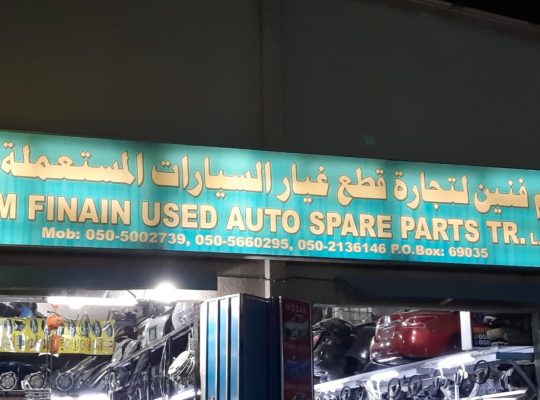 م فنين لتجارة قطع غيار السيارات المستعملة
M FINAIN USED AUTO SPARE PARTS TR. L.
Mob: 050-5002739, 050-5660295, 050-2136146 P.O.Box: 69035
NISSAN